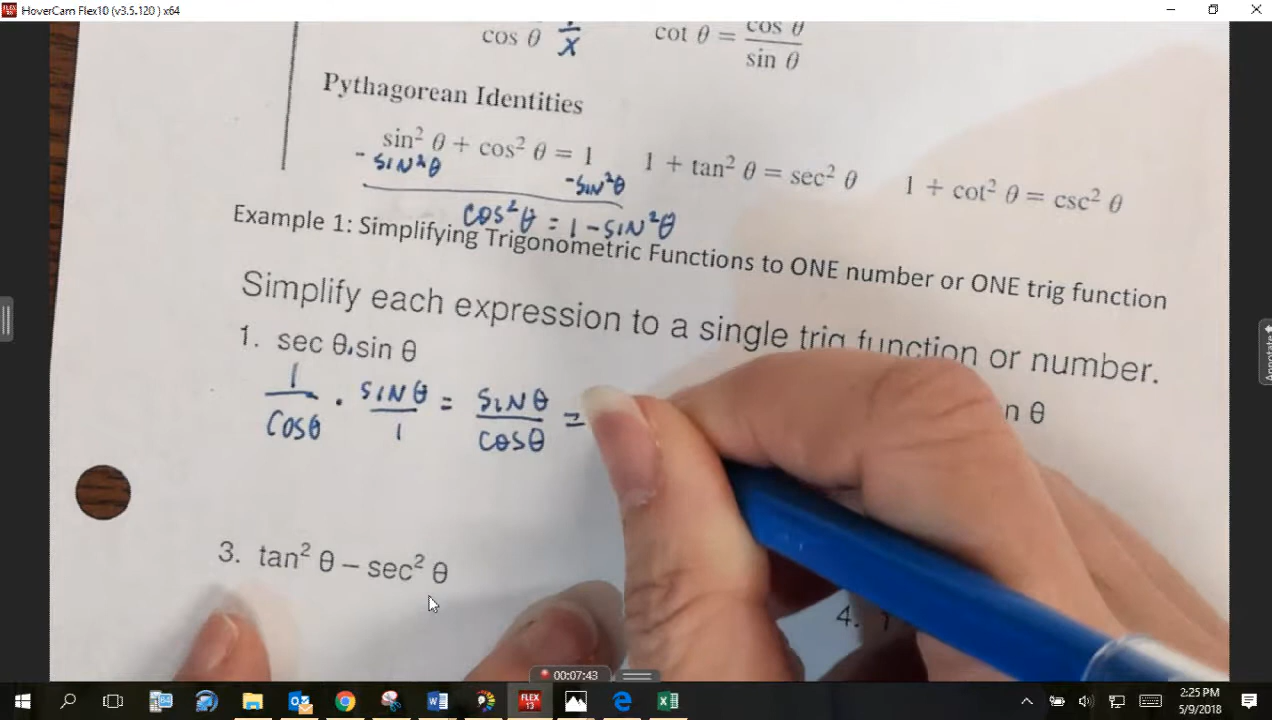 HoverCam Flex10 (v3.5.120 ) x64
cos θ
x
cot θ = cos θ / sin θ
Pythagorean Identities
sin² θ + cos² θ = 1
- SIN²θ -SIN²θ
COS²θ = 1 - SIN²θ
1 + tan² θ = sec² θ
1 + cot² θ = csc² θ
Example 1: Simplifying Trigonometric Functions to ONE number or ONE trig function
Simplify each expression to a single trig function or number.
1. sec θ · sin θ
1/COSθ · SINθ/1 = SINθ/COSθ =
n θ
3. tan² θ – sec² θ
4.
Annotate
00:07:43
FLEX
13
2:25 PM
5/9/2018